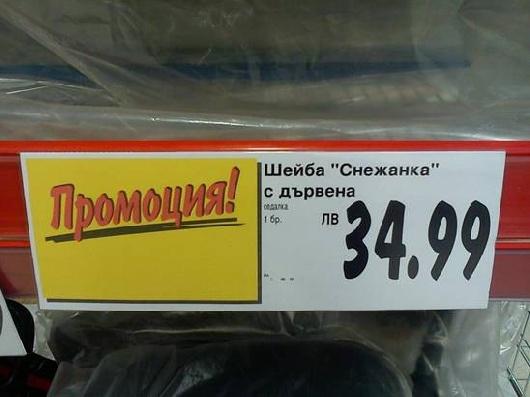 Промоция!
Шейба "Снежанка"
с дървена
седалка
1 бр.
ЛВ 34.99